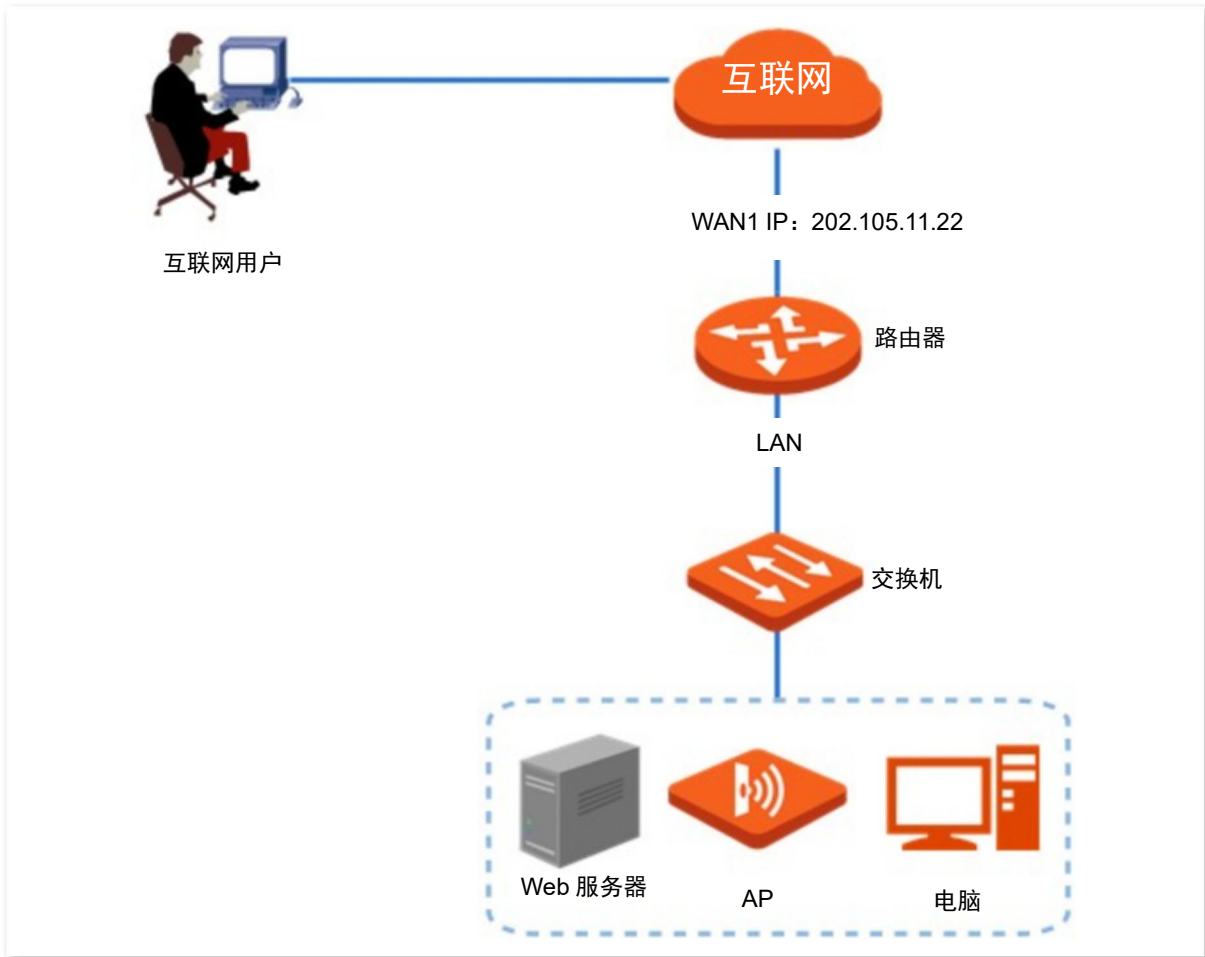 互联网
WAN1 IP：202.105.11.22
互联网用户
路由器
LAN
交换机
Web 服务器
AP
电脑